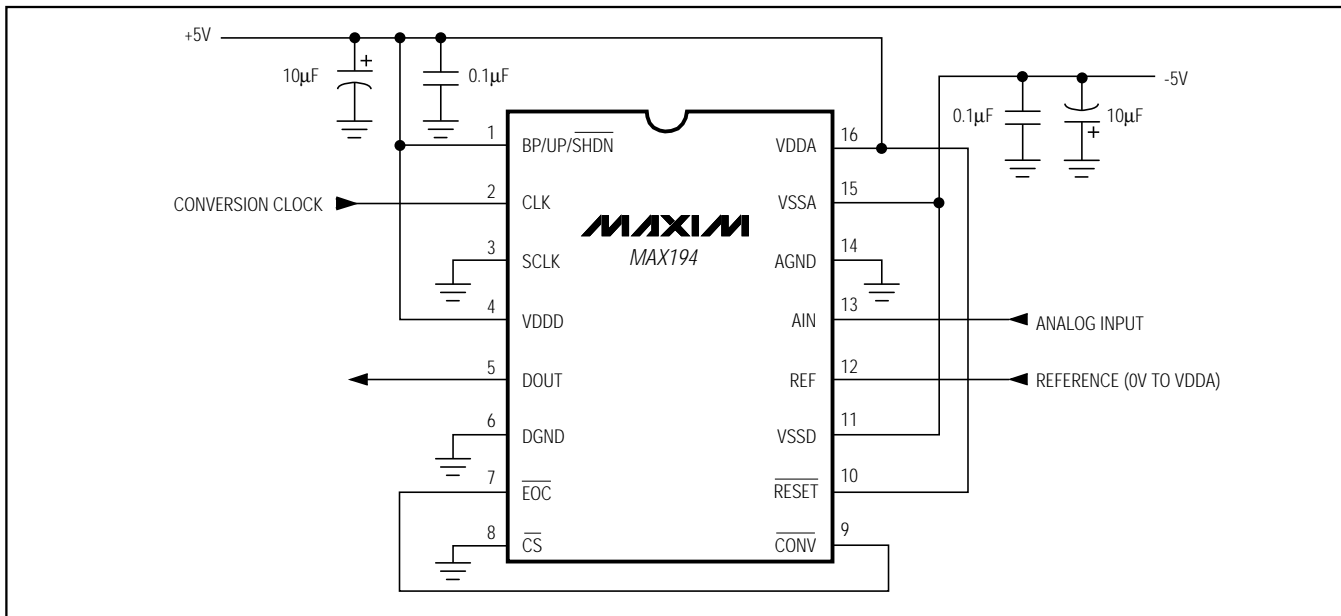 +5V
10μF
+
0.1μF
-5V
0.1μF
10μF
+
1
BP/UP/SHDN
VDDA
16
CONVERSION CLOCK
2
CLK
VSSA
15
MAXIM
MAX194
3
SCLK
AGND
14
4
VDDD
AIN
13
ANALOG INPUT
5
DOUT
REF
12
REFERENCE (0V TO VDDA)
6
DGND
VSSD
11
7
EOC
RESET
10
8
CS
CONV
9